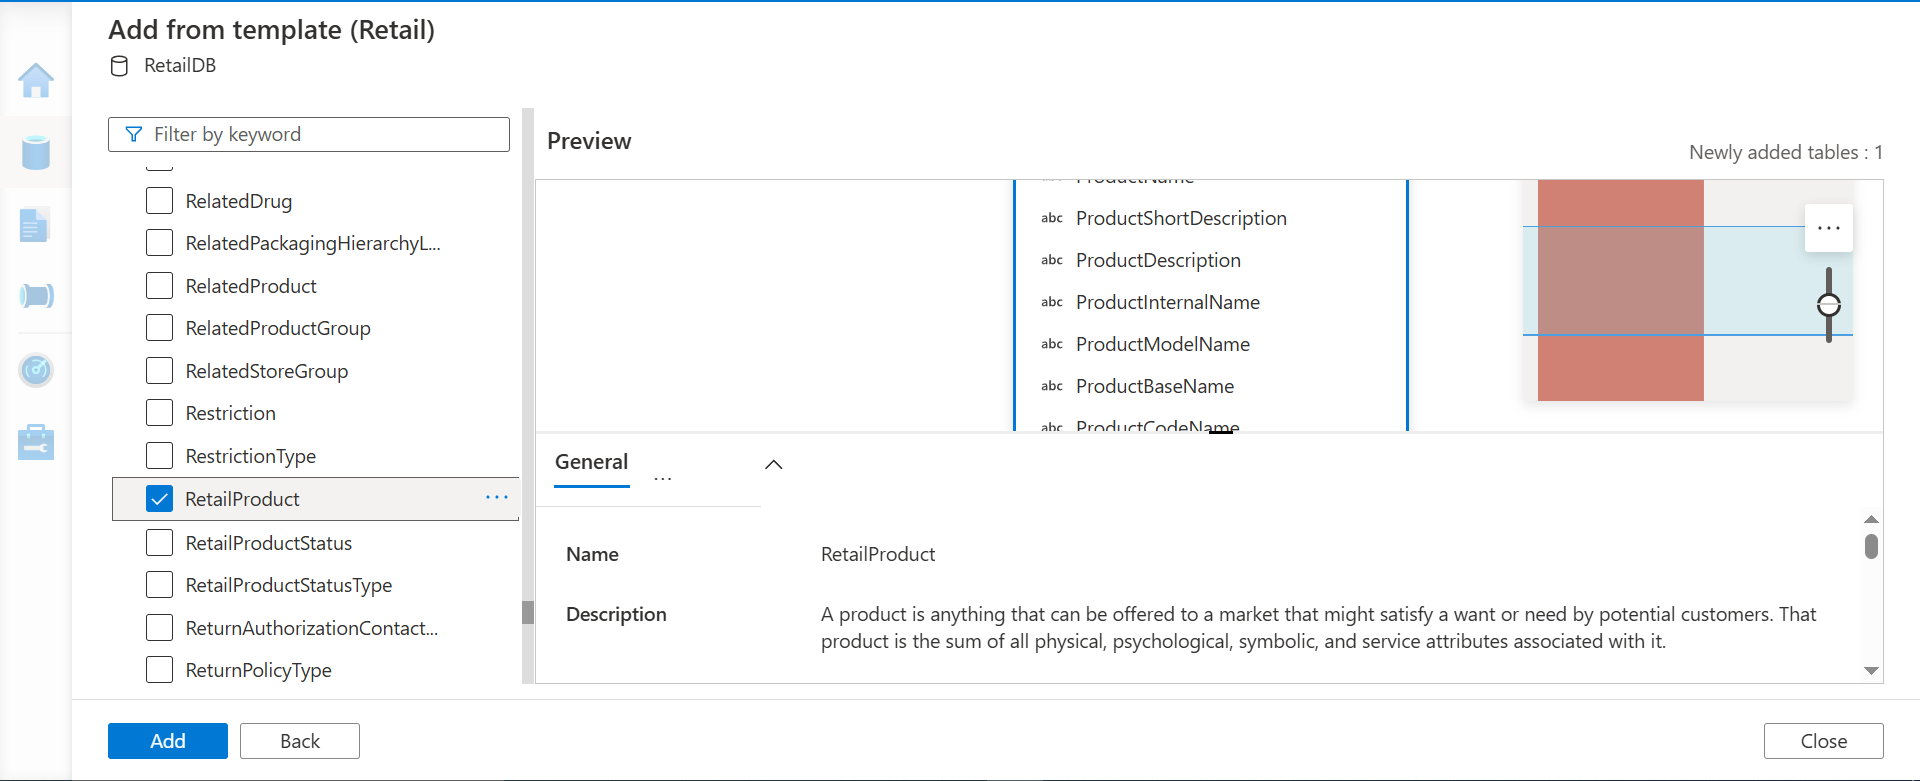 Add from template (Retail)
RetailDB
Filter by keyword
RelatedDrug
RelatedPackagingHierarchyL...
RelatedProduct
RelatedProductGroup
RelatedStoreGroup
Restriction
RestrictionType
RetailProduct
RetailProductStatus
RetailProductStatusType
ReturnAuthorizationContact...
ReturnPolicyType
Preview
Newly added tables : 1
ProductName
abc ProductShortDescription
abc ProductDescription
abc ProductInternalName
abc ProductModelName
abc ProductBaseName
abc ProductCodeName
General ...
Name RetailProduct
Description A product is anything that can be offered to a market that might satisfy a want or need by potential customers. That
product is the sum of all physical, psychological, symbolic, and service attributes associated with it.
Add Back Close